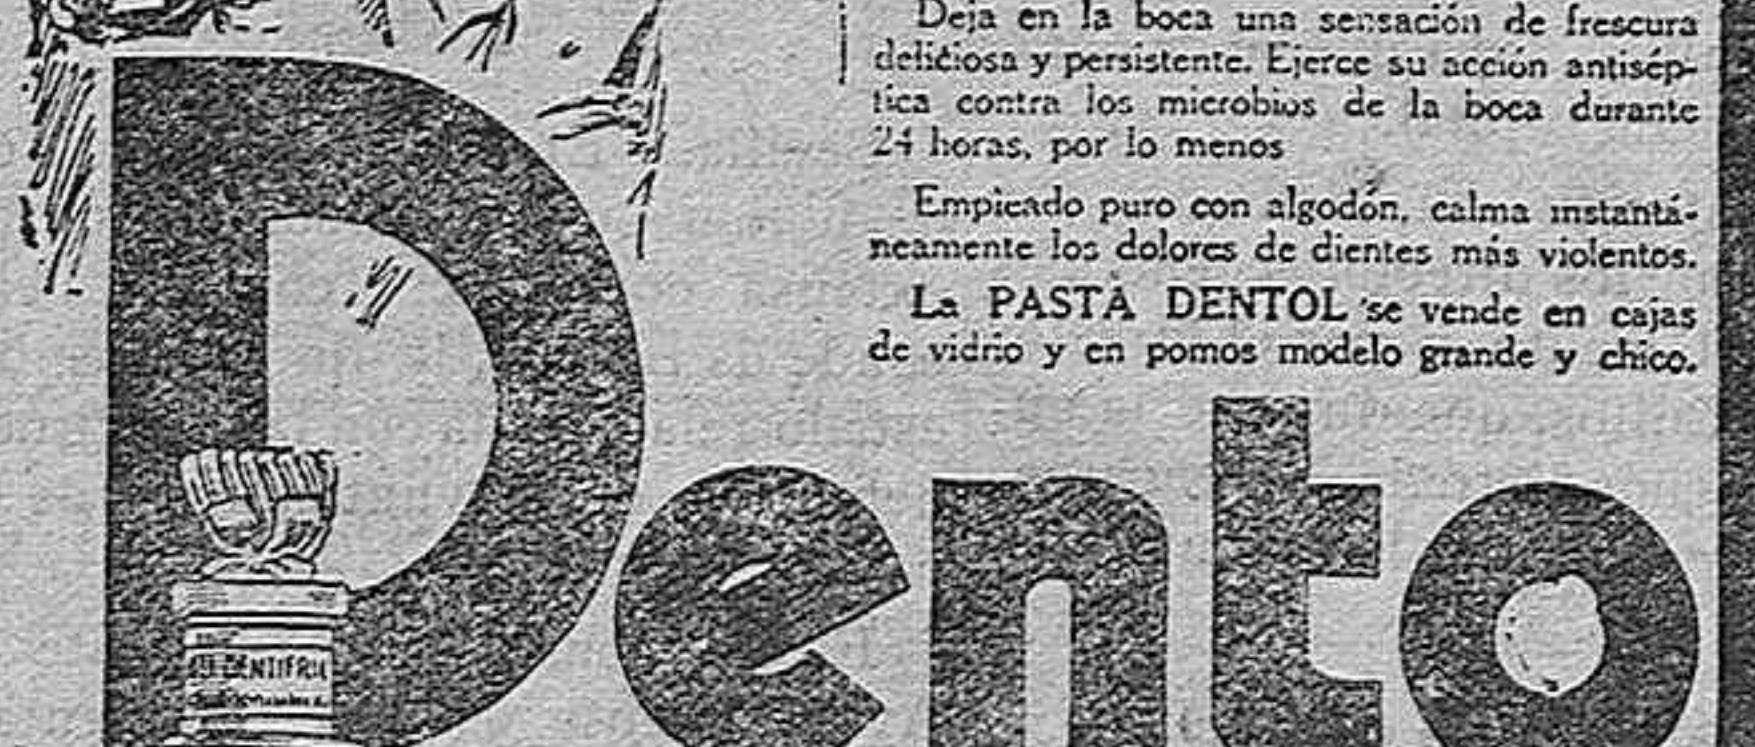 Deja en la boca una sensación de frescura
deliciosa y persistente. Ejerce su acción antisép-
tica contra los microbios de la boca durante
24 horas, por lo menos
Empleado puro con algodón, calma instantá-
neamente los dolores de dientes más violentos.
La PASTA DENTOL se vende en cajas
de vidrio y en pomos modelo grande y chico.
Dento
DENTIFRICE